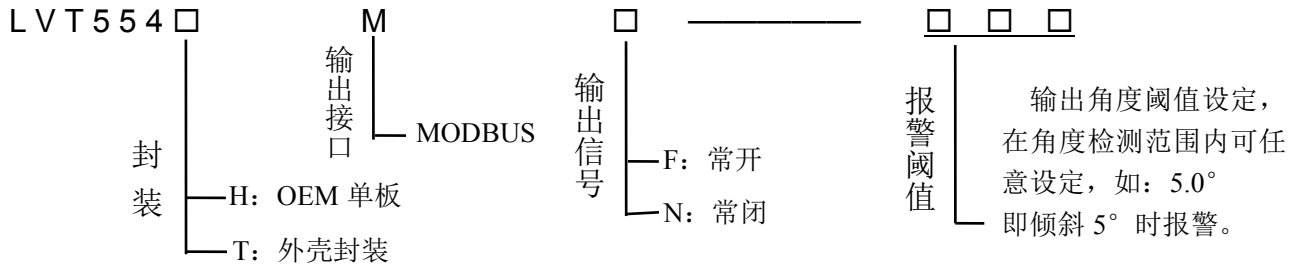 LVT554□ M □ ——— □□□
封装
H：OEM 单板
T：外壳封装
输出接口
MODBUS
输出信号
F：常开
N：常闭
报警阈值
输出角度阈值设定，
在角度检测范围内可任
意设定，如：5.0°
即倾斜 5°时报警。